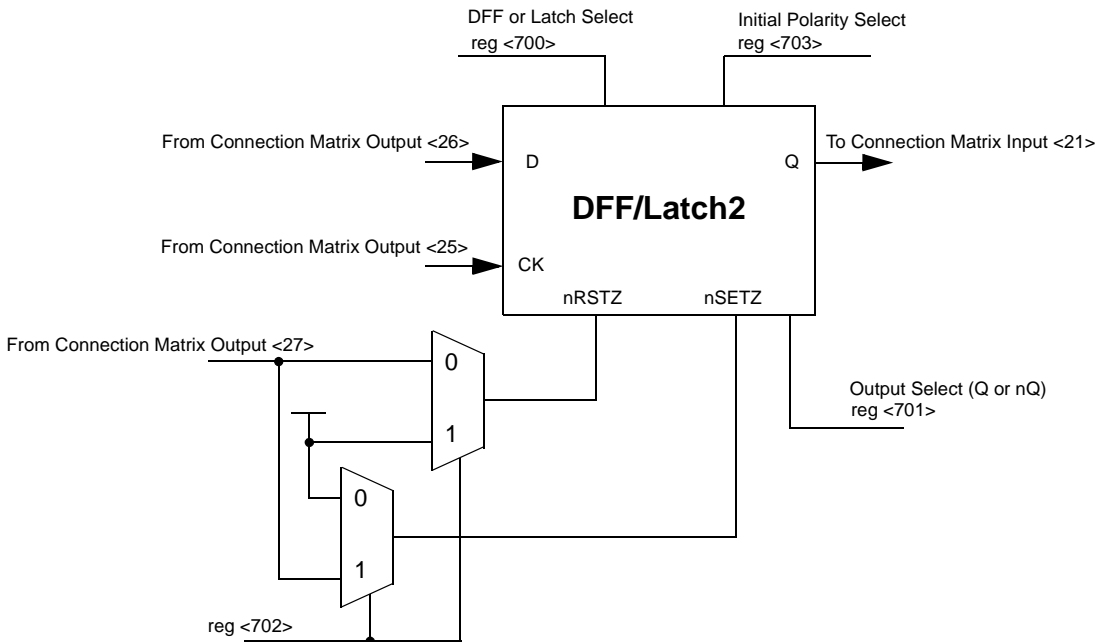 DFF or Latch Select
reg <700>
Initial Polarity Select
reg <703>
From Connection Matrix Output <26>
To Connection Matrix Input <21>
D
Q
DFF/Latch2
From Connection Matrix Output <25>
CK
nRSTZ
nSETZ
From Connection Matrix Output <27>
0
1
Output Select (Q or nQ)
reg <701>
0
1
reg <702>